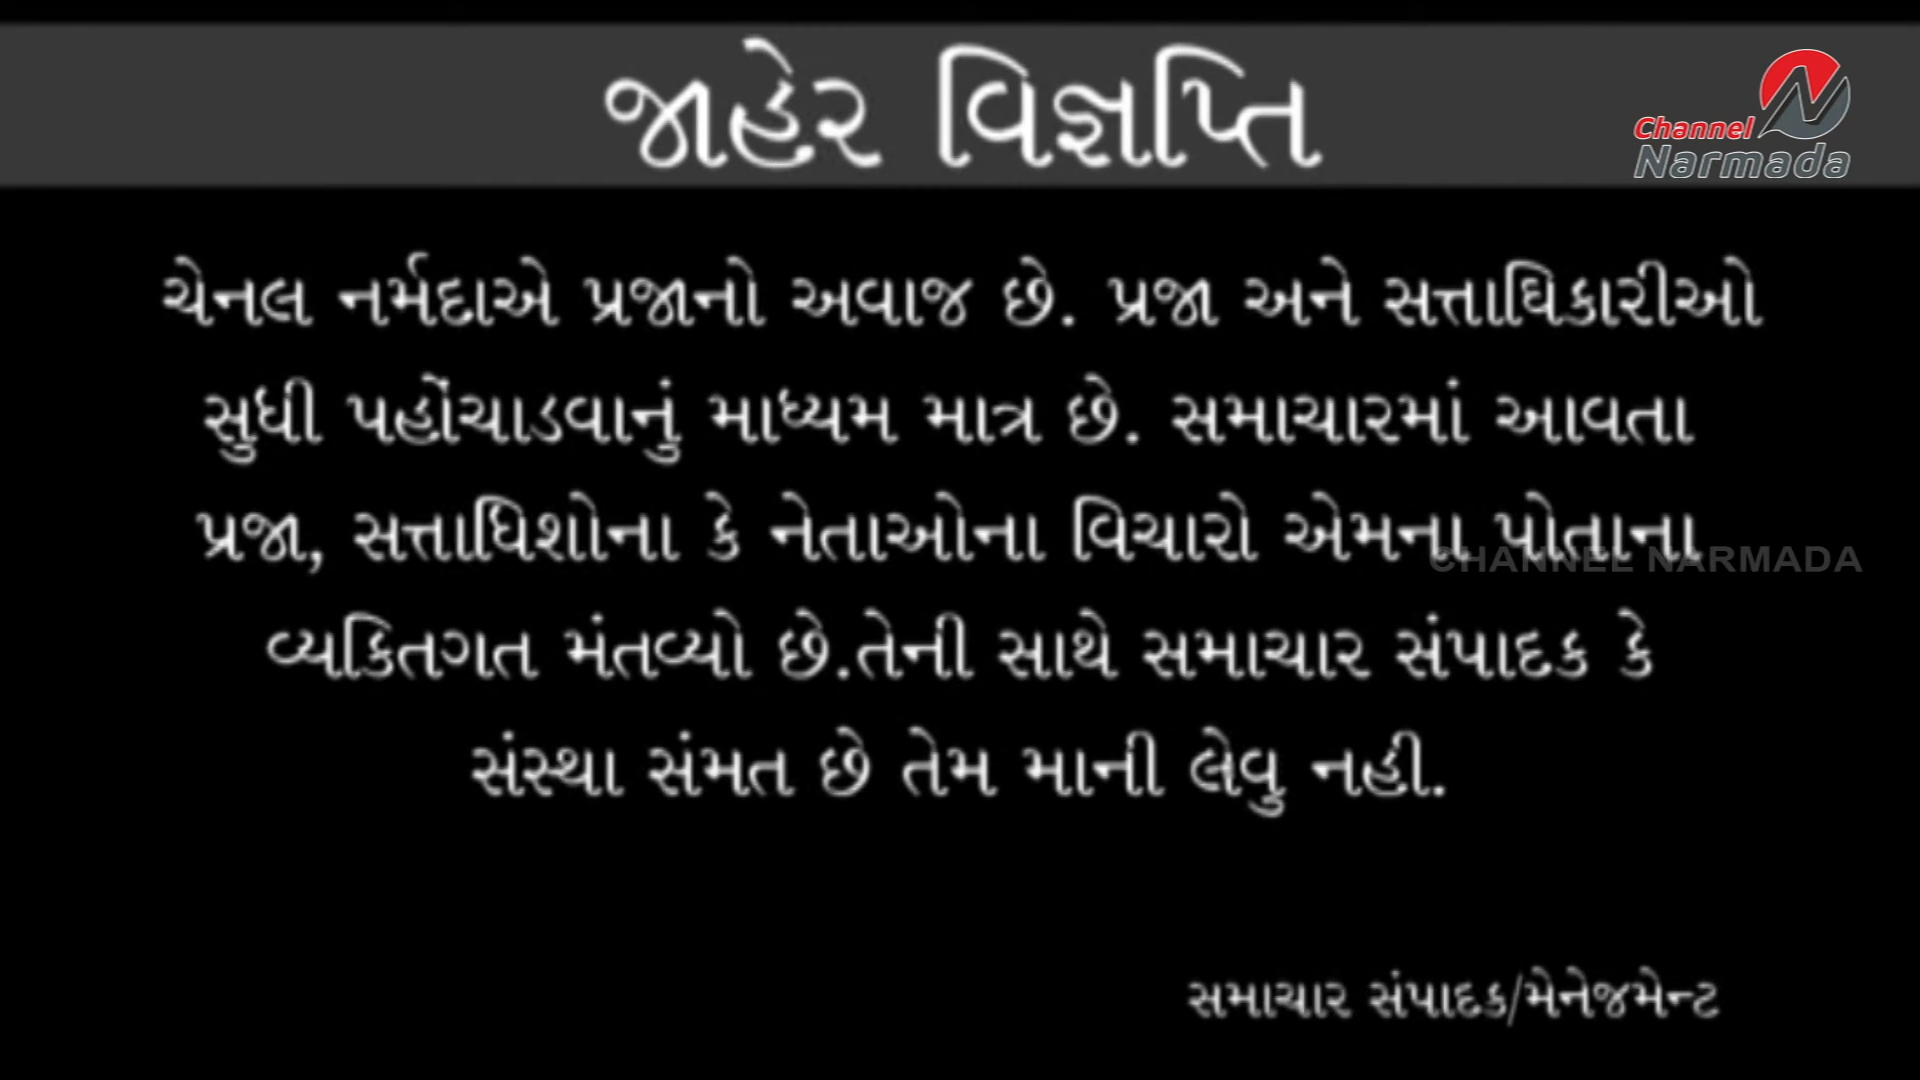 જાહેર વિજ્ઞપ્તિ
Channel
Narmada
ચેનલ નર્મદાએ પ્રજાનો અવાજ છે. પ્રજા અને સત્તાધિકારીઓ
સુધી પહોંચાડવાનું માધ્યમ માત્ર છે. સમાચારમાં આવતા
પ્રજા, સત્તાધિશોના કે નેતાઓના વિચારો એમના પોતાના
CHANNEL NARMADA
વ્યકિતગત મંતવ્યો છે.તેની સાથે સમાચાર સંપાદક કે
સંસ્થા સંમત છે તેમ માની લેવુ નહી.
સમાચાર સંપાદક/મેનેજમેન્ટ